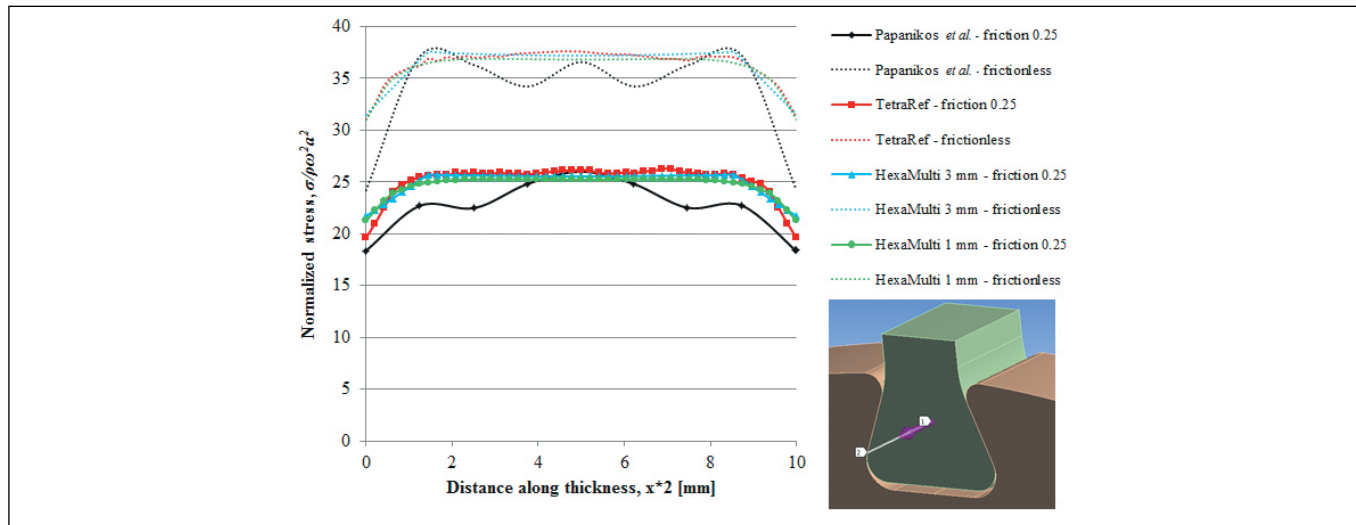 40
35
30
25
20
15
10
5
0
Normalized stress, σ/ρω²a²
0 2 4 6 8 10
Distance along thickness, x*2 [mm]
Papanikos et al. - friction 0.25
Papanikos et al. - frictionless
TetraRef - friction 0.25
TetraRef - frictionless
HexaMulti 3 mm - friction 0.25
HexaMulti 3 mm - frictionless
HexaMulti 1 mm - friction 0.25
HexaMulti 1 mm - frictionless
1
2